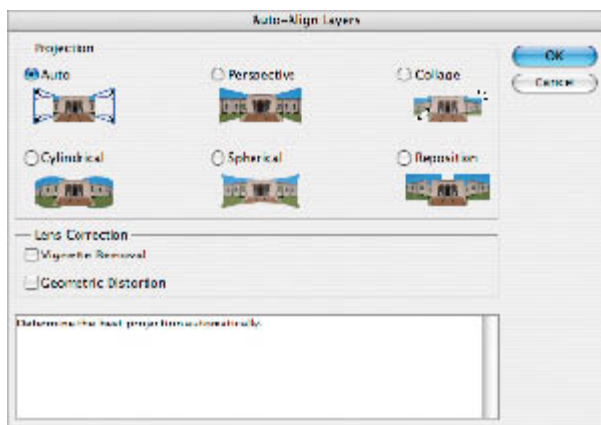 Auto-Align Layers
Projection
Auto
Perspective
Collage
OK
Cancel
Cylindrical
Spherical
Reposition
Lens Correction
Vignette Removal
Geometric Distortion
Determine the best projection automatically.